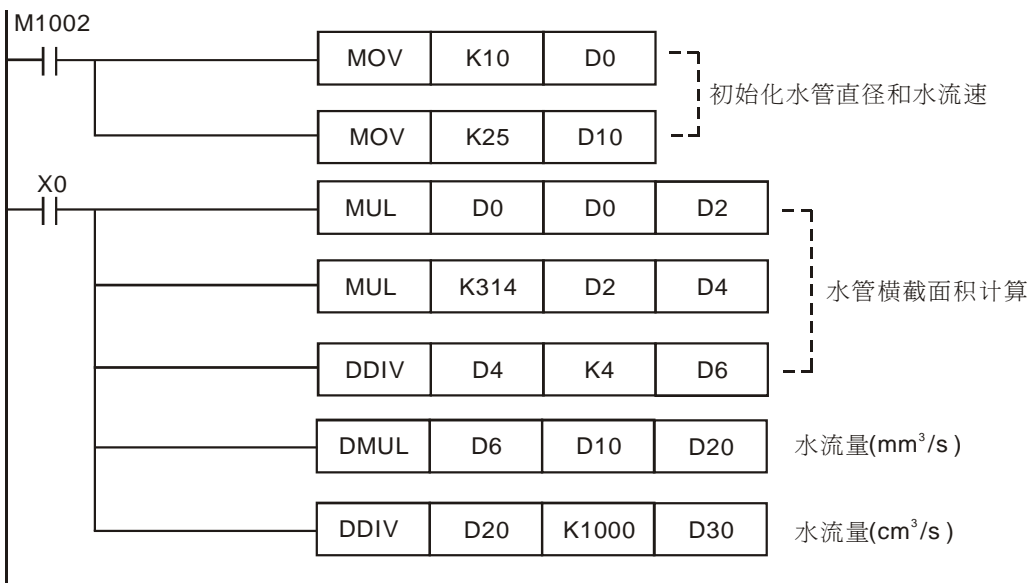 M1002
MOV K10 D0
初始化水管直径和水流速
MOV K25 D10
X0
MUL D0 D0 D2
MUL K314 D2 D4
水管横截面积计算
DDIV D4 K4 D6
DMUL D6 D10 D20 水流量(mm³/s )
DDIV D20 K1000 D30 水流量(cm³/s )